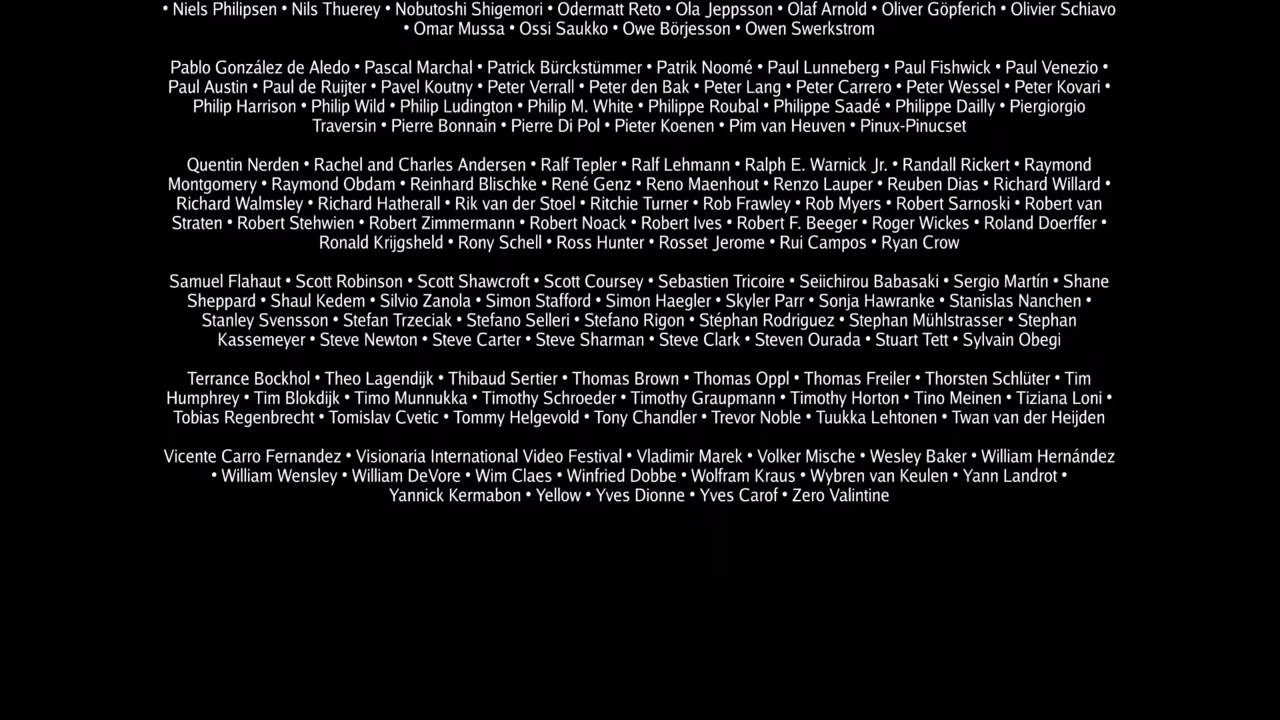 • Niels Philipsen • Nils Thuerey • Nobutoshi Shigemori • Odermatt Reto • Ola Jeppsson • Olaf Arnold • Oliver Göpferich • Olivier Schiavo
• Omar Mussa • Ossi Saukko • Owe Börjesson • Owen Swerkstrom
Pablo González de Aledo • Pascal Marchal • Patrick Bürckstümmer • Patrik Noomé • Paul Lunneberg • Paul Fishwick • Paul Venezio •
Paul Austin • Paul de Ruijter • Pavel Koutny • Peter Verrall • Peter den Bak • Peter Lang • Peter Carrero • Peter Wessel • Peter Kovari •
Philip Harrison • Philip Wild • Philip Ludington • Philip M. White • Philippe Roubal • Philippe Saadé • Philippe Dailly • Piergiorgio
Traversin • Pierre Bonnain • Pierre Di Pol • Pieter Koenen • Pim van Heuven • Pinux-Pinucset
Quentin Nerden • Rachel and Charles Andersen • Ralf Tepler • Ralf Lehmann • Ralph E. Warnick Jr. • Randall Rickert • Raymond
Montgomery • Raymond Obdam • Reinhard Blischke • René Genz • Reno Maenhout • Renzo Lauper • Reuben Dias • Richard Willard •
Richard Walmsley • Richard Hatherall • Rik van der Stoel • Ritchie Turner • Rob Frawley • Rob Myers • Robert Sarnoski • Robert van
Straten • Robert Stehwien • Robert Zimmermann • Robert Noack • Robert Ives • Robert F. Beeger • Roger Wickes • Roland Doerffer •
Ronald Krijgsheld • Rony Schell • Ross Hunter • Rosset Jerome • Rui Campos • Ryan Crow
Samuel Flahaut • Scott Robinson • Scott Shawcroft • Scott Coursey • Sebastien Tricoire • Seiichirou Babasaki • Sergio Martín • Shane
Sheppard • Shaul Kedem • Silvio Zanola • Simon Stafford • Simon Haegler • Skyler Parr • Sonja Hawranke • Stanislas Nanchen •
Stanley Svensson • Stefan Trzeciak • Stefano Selleri • Stefano Rigon • Stéphan Rodriguez • Stephan Mühlstrasser • Stephan
Kassemeyer • Steve Newton • Steve Carter • Steve Sharman • Steve Clark • Steven Ourada • Stuart Tett • Sylvain Obegi
Terrance Bockhol • Theo Lagendijk • Thibaud Sertier • Thomas Brown • Thomas Oppl • Thomas Freiler • Thorsten Schlüter • Tim
Humphrey • Tim Blokdijk • Timo Munnukka • Timothy Schroeder • Timothy Graupmann • Timothy Horton • Tino Meinen • Tiziana Loni •
Tobias Regenbrecht • Tomislav Cvetic • Tommy Helgevold • Tony Chandler • Trevor Noble • Tuukka Lehtonen • Twan van der Heijden
Vicente Carro Fernandez • Visionaria International Video Festival • Vladimir Marek • Volker Mische • Wesley Baker • William Hernández
• William Wensley • William DeVore • Wim Claes • Winfried Dobbe • Wolfram Kraus • Wybren van Keulen • Yann Landrot •
Yannick Kermabon • Yellow • Yves Dionne • Yves Carof • Zero Valintine